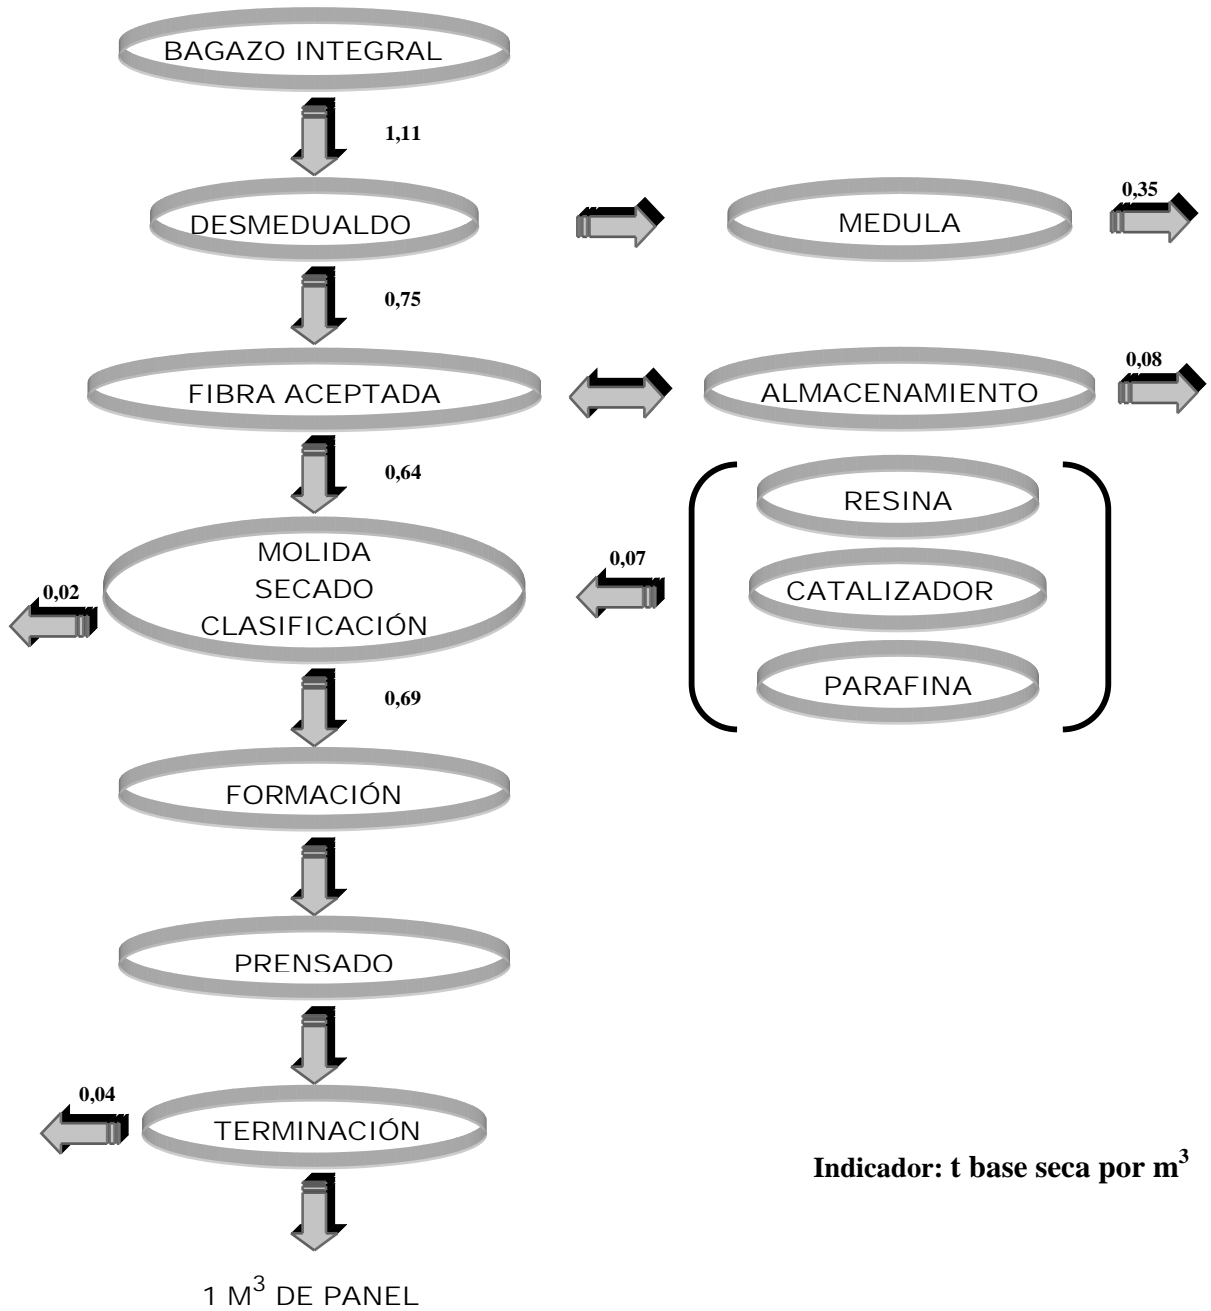 BAGAZO INTEGRAL
1,11
DESMEDUALDO
MEDULA
0,35
0,75
FIBRA ACEPTADA
ALMACENAMIENTO
0,08
0,64
RESINA
CATALIZADOR
PARAFINA
0,07
MOLIDA
SECADO
CLASIFICACIÓN
0,02
0,69
FORMACIÓN
PRENSADO
0,04
TERMINACIÓN
Indicador: t base seca por m³
1 M³ DE PANEL